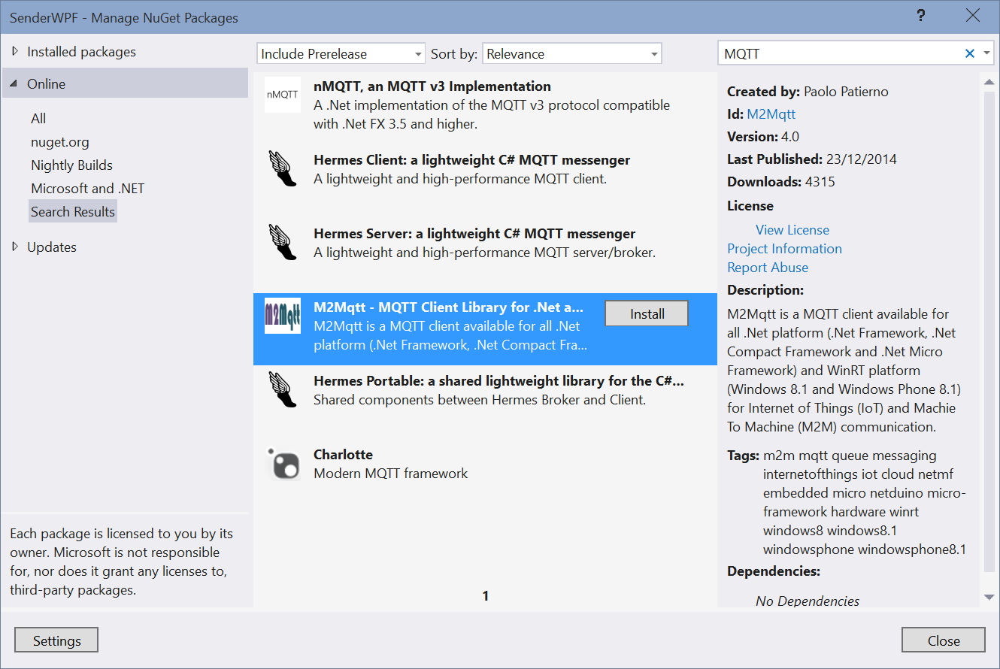 SenderWPF - Manage NuGet Packages
?
Installed packages
Online
All
nuget.org
Nightly Builds
Microsoft and .NET
Search Results
Updates
Each package is licensed to you by its
owner. Microsoft is not responsible
for, nor does it grant any licenses to,
third-party packages.
Include Prerelease
Sort by:
Relevance
nMQTT
nMQTT, an MQTT v3 Implementation
A .Net implementation of the MQTT v3 protocol compatible
with .Net FX 3.5 and higher.
Hermes Client: a lightweight C# MQTT messenger
A lightweight and high-performance MQTT client.
Hermes Server: a lightweight C# MQTT messenger
A lightweight and high-performance MQTT server/broker.
M2Mqtt
M2Mqtt - MQTT Client Library for .Net a...
Install
M2Mqtt is a MQTT client available for all .Net
platform (.Net Framework, .Net Compact Fra...
Hermes Portable: a shared lightweight library for the C#...
Shared components between Hermes Broker and Client.
Charlotte
Modern MQTT framework
1
MQTT
Created by: Paolo Patierno
Id: M2Mqtt
Version: 4.0
Last Published: 23/12/2014
Downloads: 4315
License
View License
Project Information
Report Abuse
Description:
M2Mqtt is a MQTT client available for
all .Net platform (.Net Framework, .Net
Compact Framework and .Net Micro
Framework) and WinRT platform
(Windows 8.1 and Windows Phone 8.1)
for Internet of Things (IoT) and Machie
To Machine (M2M) communication.
Tags: m2m mqtt queue messaging
internetofthings iot cloud netmf
embedded micro netduino micro-
framework hardware winrt
windows8 windows8.1
windowsphone windowsphone8.1
Dependencies:
No Dependencies
Settings
Close